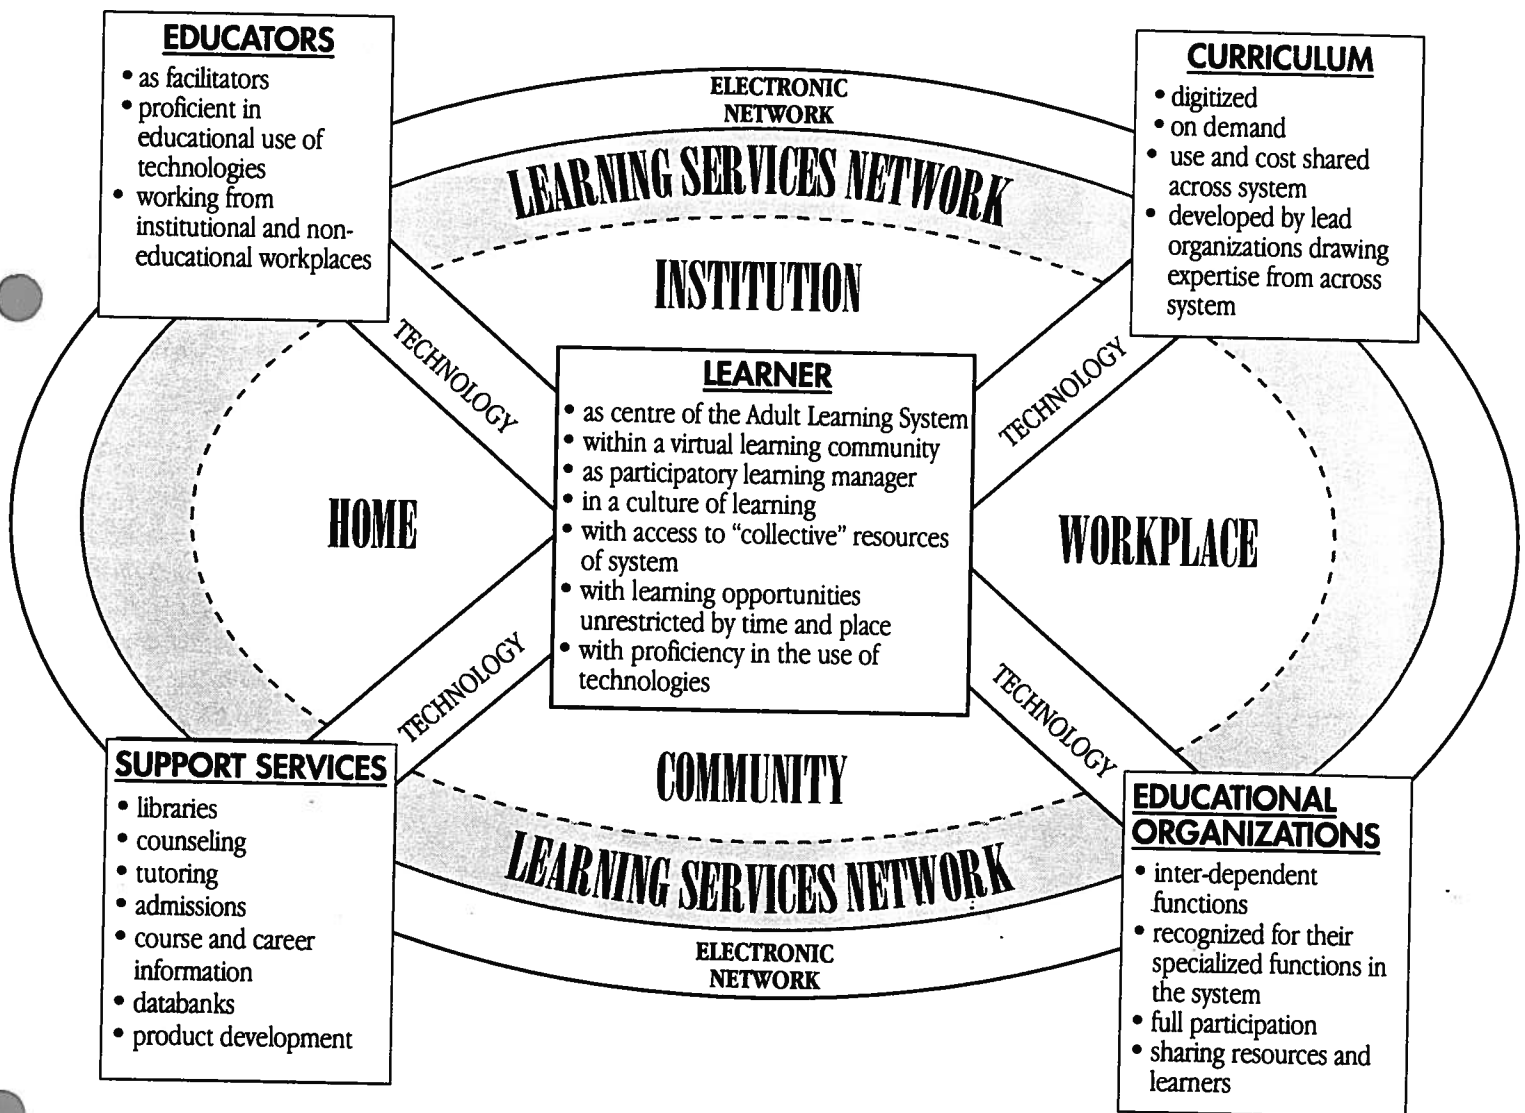 EDUCATORS
• as facilitators
• proficient in
educational use of
technologies
• working from
institutional and non-
educational workplaces
ELECTRONIC
NETWORK
LEARNING SERVICES NETWORK
INSTITUTION
CURRICULUM
• digitized
• on demand
• use and cost shared
across system
• developed by lead
organizations drawing
expertise from across
system
TECHNOLOGY
TECHNOLOGY
HOME
LEARNER
• as centre of the Adult Learning System
• within a virtual learning community
• as participatory learning manager
• in a culture of learning
• with access to “collective” resources
of system
• with learning opportunities
unrestricted by time and place
• with proficiency in the use of
technologies
WORKPLACE
TECHNOLOGY
TECHNOLOGY
COMMUNITY
LEARNING SERVICES NETWORK
ELECTRONIC
NETWORK
SUPPORT SERVICES
• libraries
• counseling
• tutoring
• admissions
• course and career
information
• databanks
• product development
EDUCATIONAL
ORGANIZATIONS
• inter-dependent
functions
• recognized for their
specialized functions in
the system
• full participation
• sharing resources and
learners